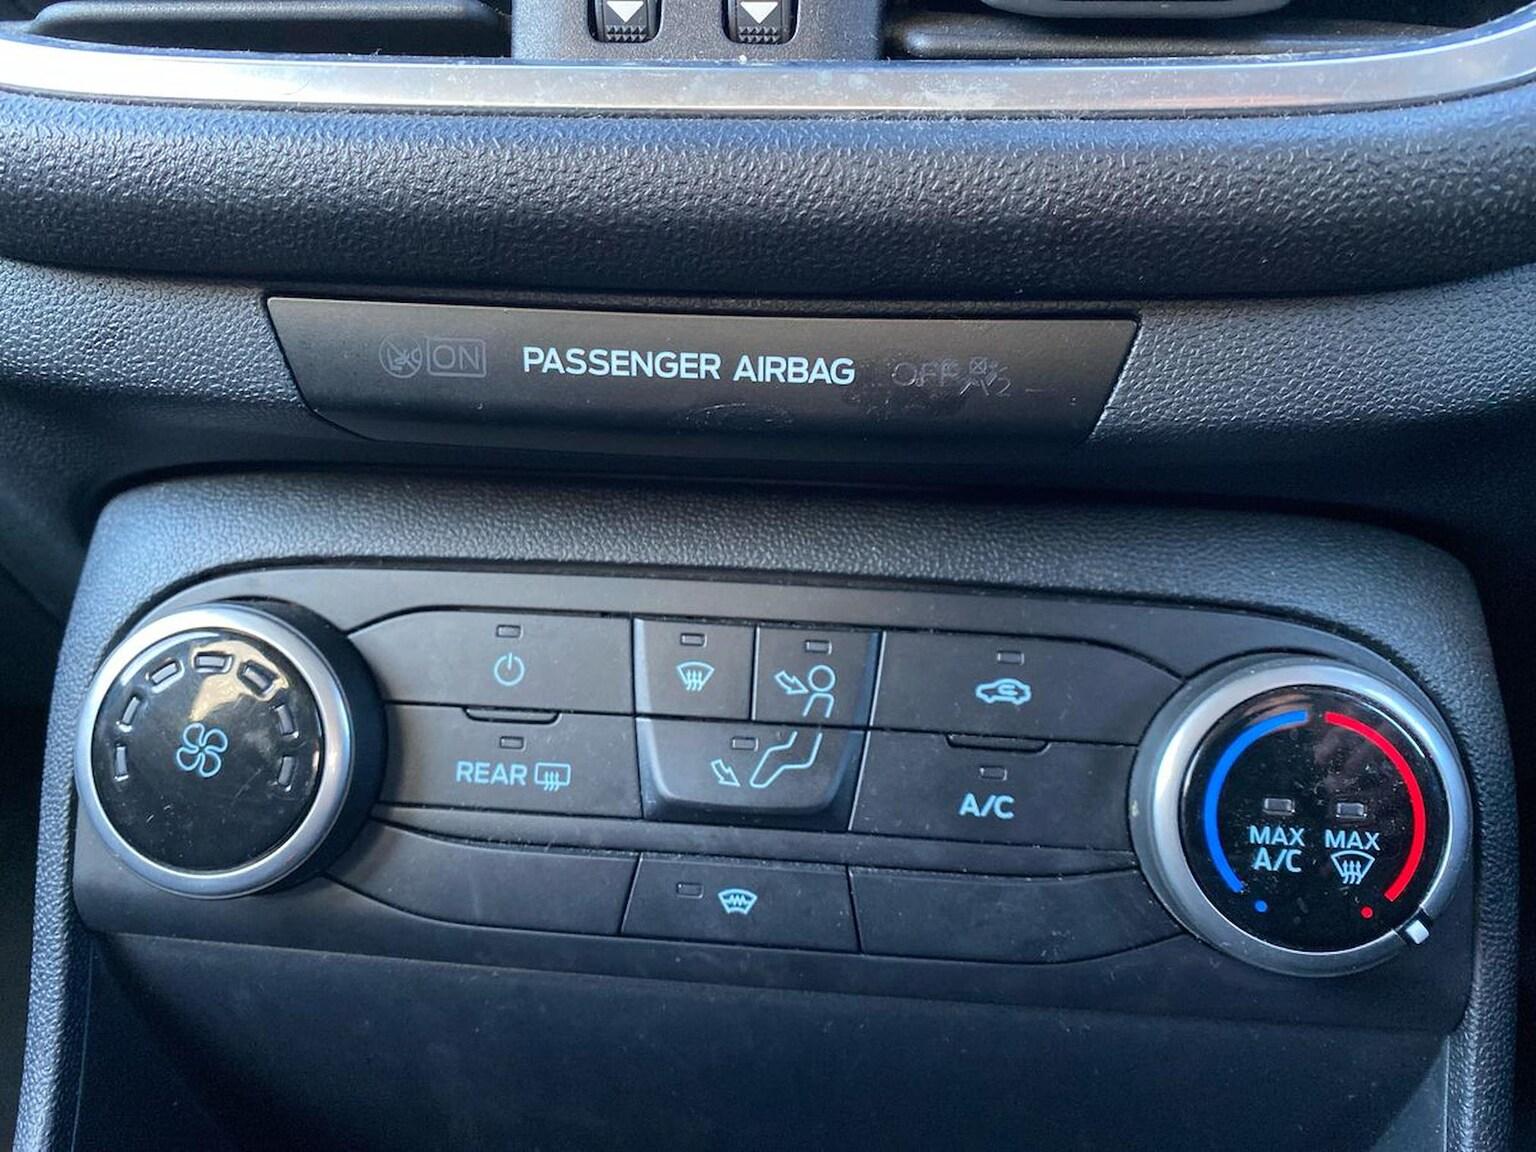 ON PASSENGER AIRBAG OFF
REAR
A/C
MAX
A/C
MAX